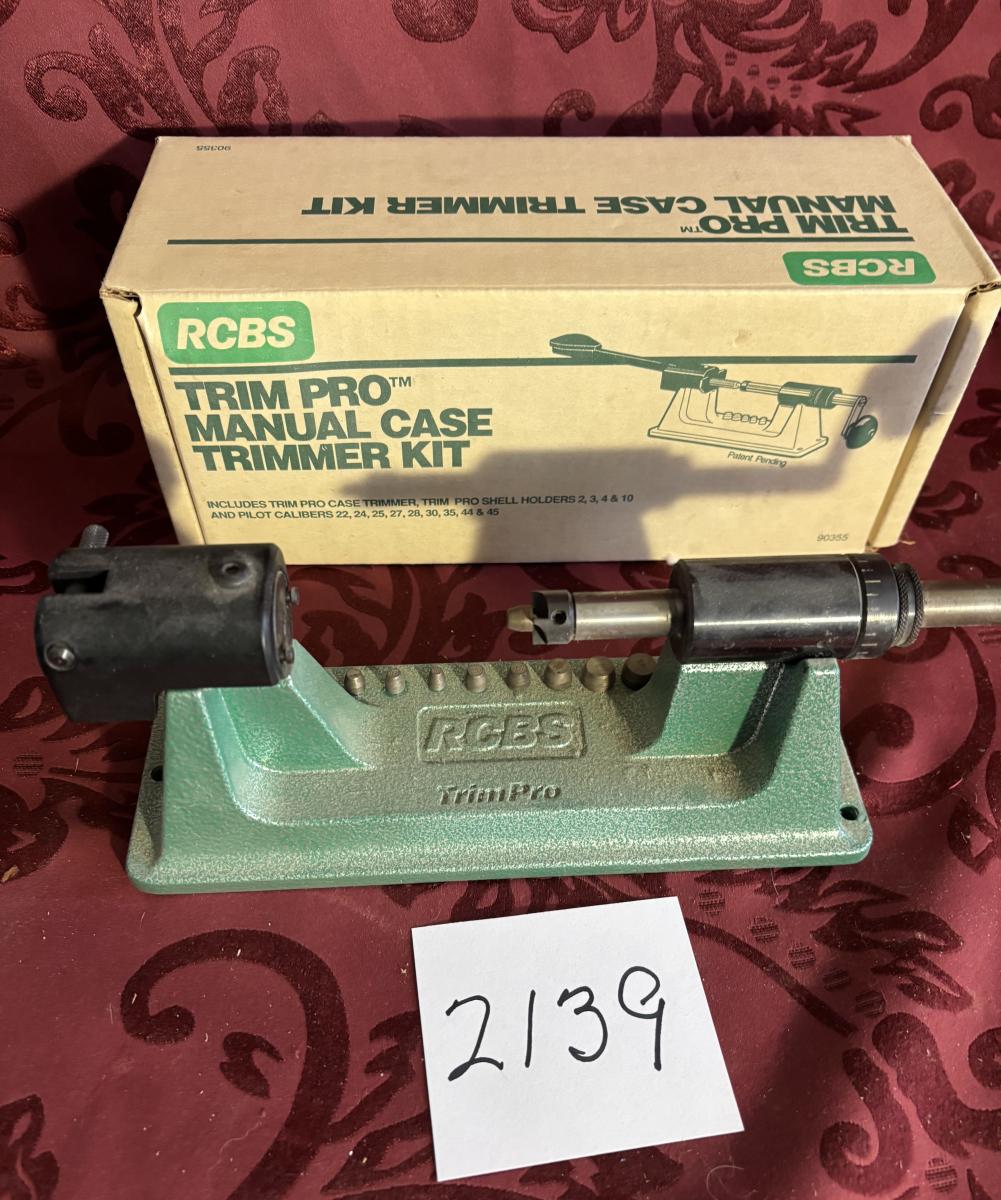 90355
TRIM PRO™
MANUAL CASE TRIMMER KIT
RCBS
RCBS
TRIM PRO™
MANUAL CASE
TRIMMER KIT
Patent Pending
INCLUDES TRIM PRO CASE TRIMMER, TRIM PRO SHELL HOLDERS 2, 3, 4 & 10
AND PILOT CALIBERS 22, 24, 25, 27, 28, 30, 35, 44 & 45
90355
RCBS
TrimPro
2139